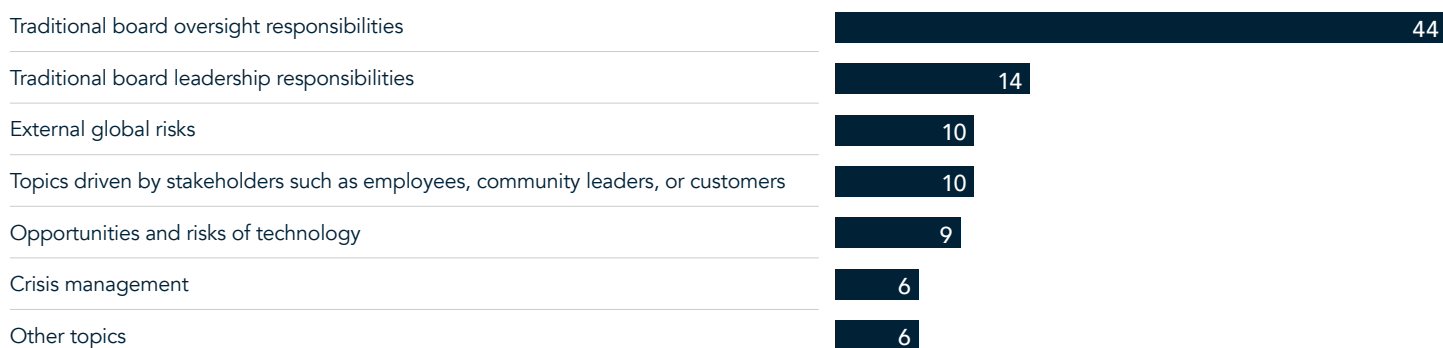 Traditional board oversight responsibilities 44
Traditional board leadership responsibilities 14
External global risks 10
Topics driven by stakeholders such as employees, community leaders, or customers 10
Opportunities and risks of technology 9
Crisis management 6
Other topics 6